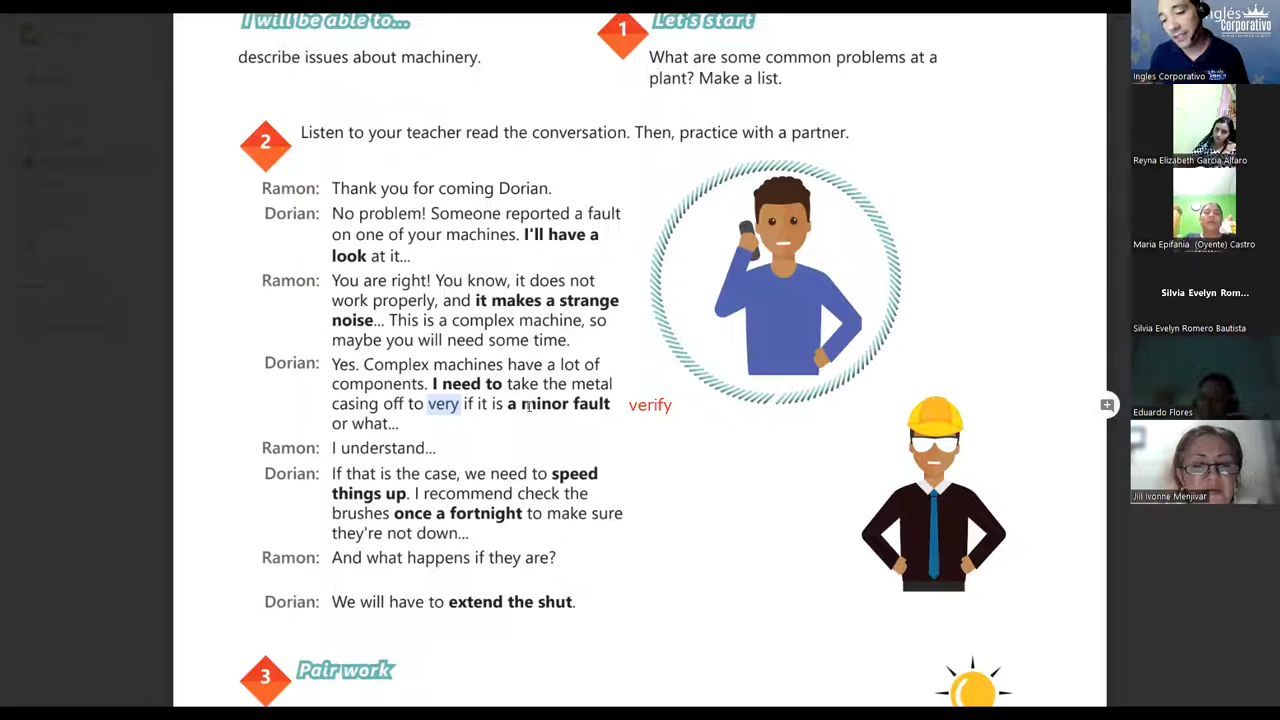 I will be able to...
describe issues about machinery.
1
Let's start
What are some common problems at a
plant? Make a list.
2
Listen to your teacher read the conversation. Then, practice with a partner.
Ramon: Thank you for coming Dorian.
Dorian: No problem! Someone reported a fault
on one of your machines. I'll have a
look at it...
Ramon: You are right! You know, it does not
work properly, and it makes a strange
noise... This is a complex machine, so
maybe you will need some time.
Dorian: Yes. Complex machines have a lot of
components. I need to take the metal
casing off to very if it is a minor fault
or what...
verify
Ramon: I understand...
Dorian: If that is the case, we need to speed
things up. I recommend check the
brushes once a fortnight to make sure
they're not down...
Ramon: And what happens if they are?
Dorian: We will have to extend the shut.
3
Pair work
Inglés
Corporativo
Ingles Corporativo
Reyna Elizabeth Garcia Alfaro
Maria Epifania (Oyente) Castro
Silvia Evelyn Rom...
Silvia Evelyn Romero Bautista
Eduardo Flores
Jill Ivonne Menjivar